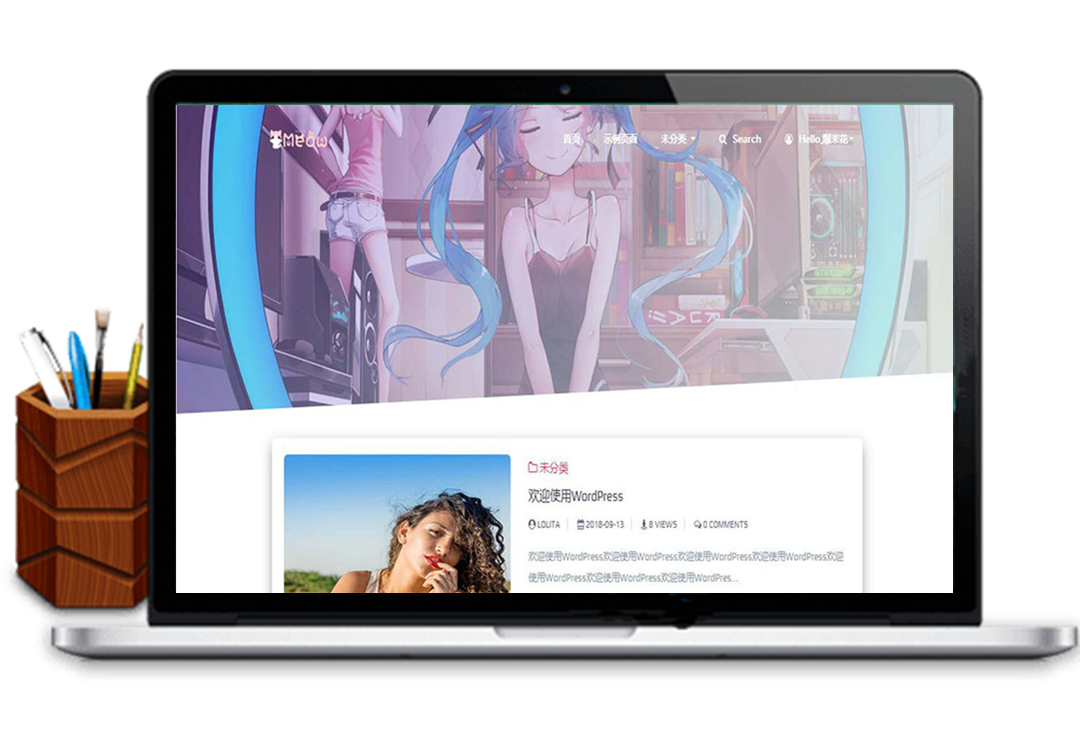 Meow 首页 示例页面 未分类 Search Hello,
RUA!!
未分类
欢迎使用WordPress
LOLITA 2018-09-13 8 VIEWS 0 COMMENTS
欢迎使用WordPress欢迎使用WordPress欢迎使用WordPress欢迎使用WordPress欢迎
使用WordPress欢迎使用WordPress欢迎使用WordPres...